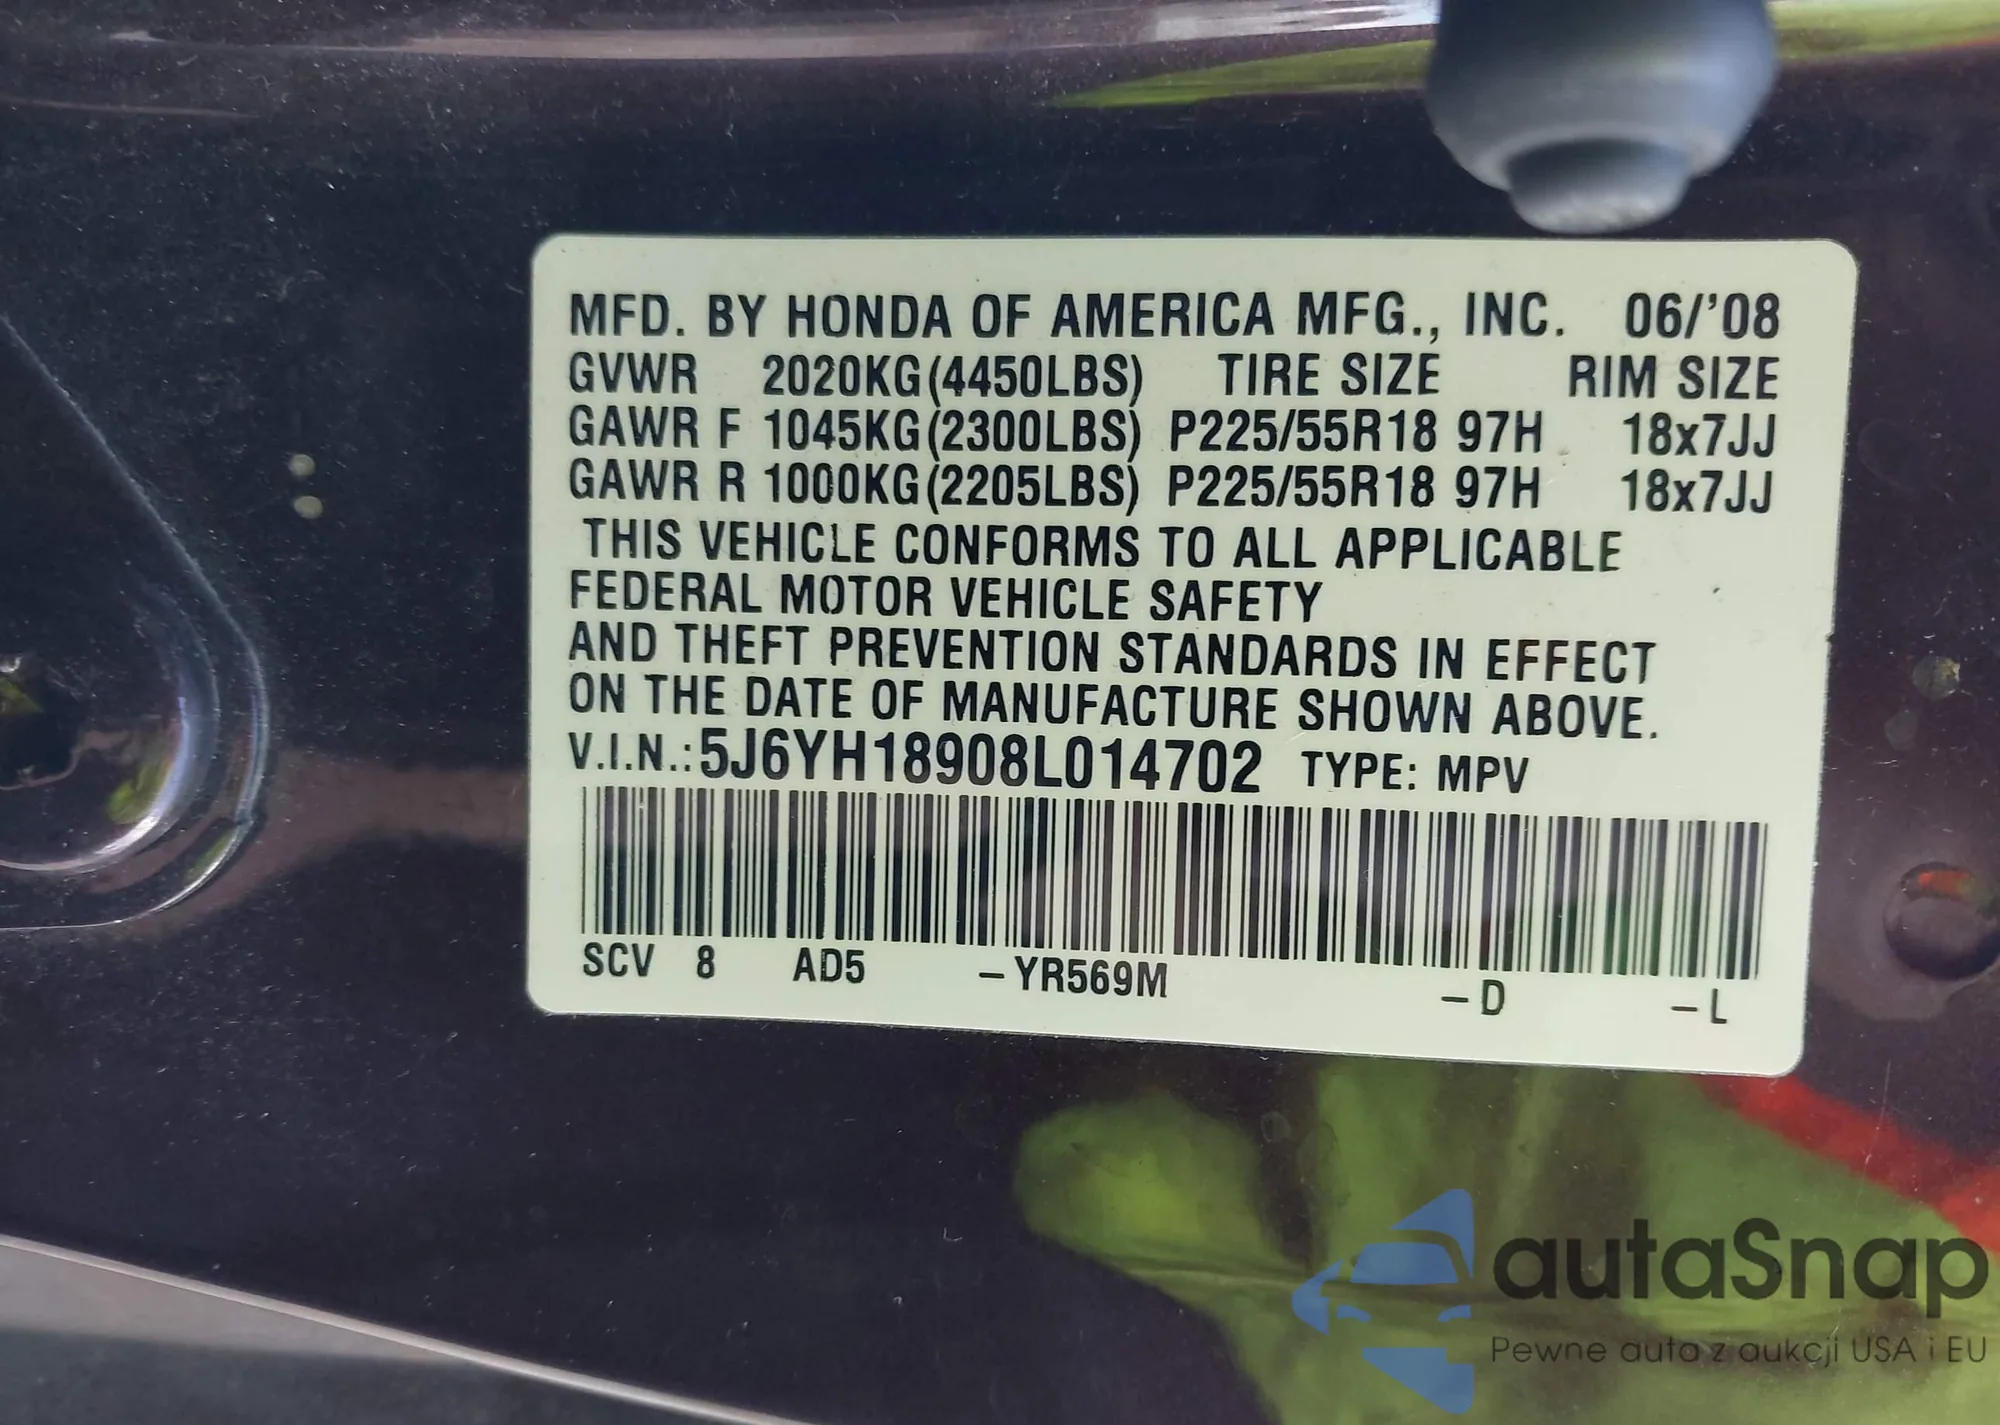 MFD. BY HONDA OF AMERICA MFG., INC. 06/'08
GVWR 2020KG(4450LBS) TIRE SIZE RIM SIZE
GAWR F 1045KG(2300LBS) P225/55R18 97H 18x7JJ
GAWR R 1000KG(2205LBS) P225/55R18 97H 18x7JJ
THIS VEHICLE CONFORMS TO ALL APPLICABLE
FEDERAL MOTOR VEHICLE SAFETY
AND THEFT PREVENTION STANDARDS IN EFFECT
ON THE DATE OF MANUFACTURE SHOWN ABOVE.
V.I.N.: 5J6YH18908L014702 TYPE: MPV
SCV 8 AD5 –YR569M –D –L
autaSnap
Pewne auta z aukcji USA i EU